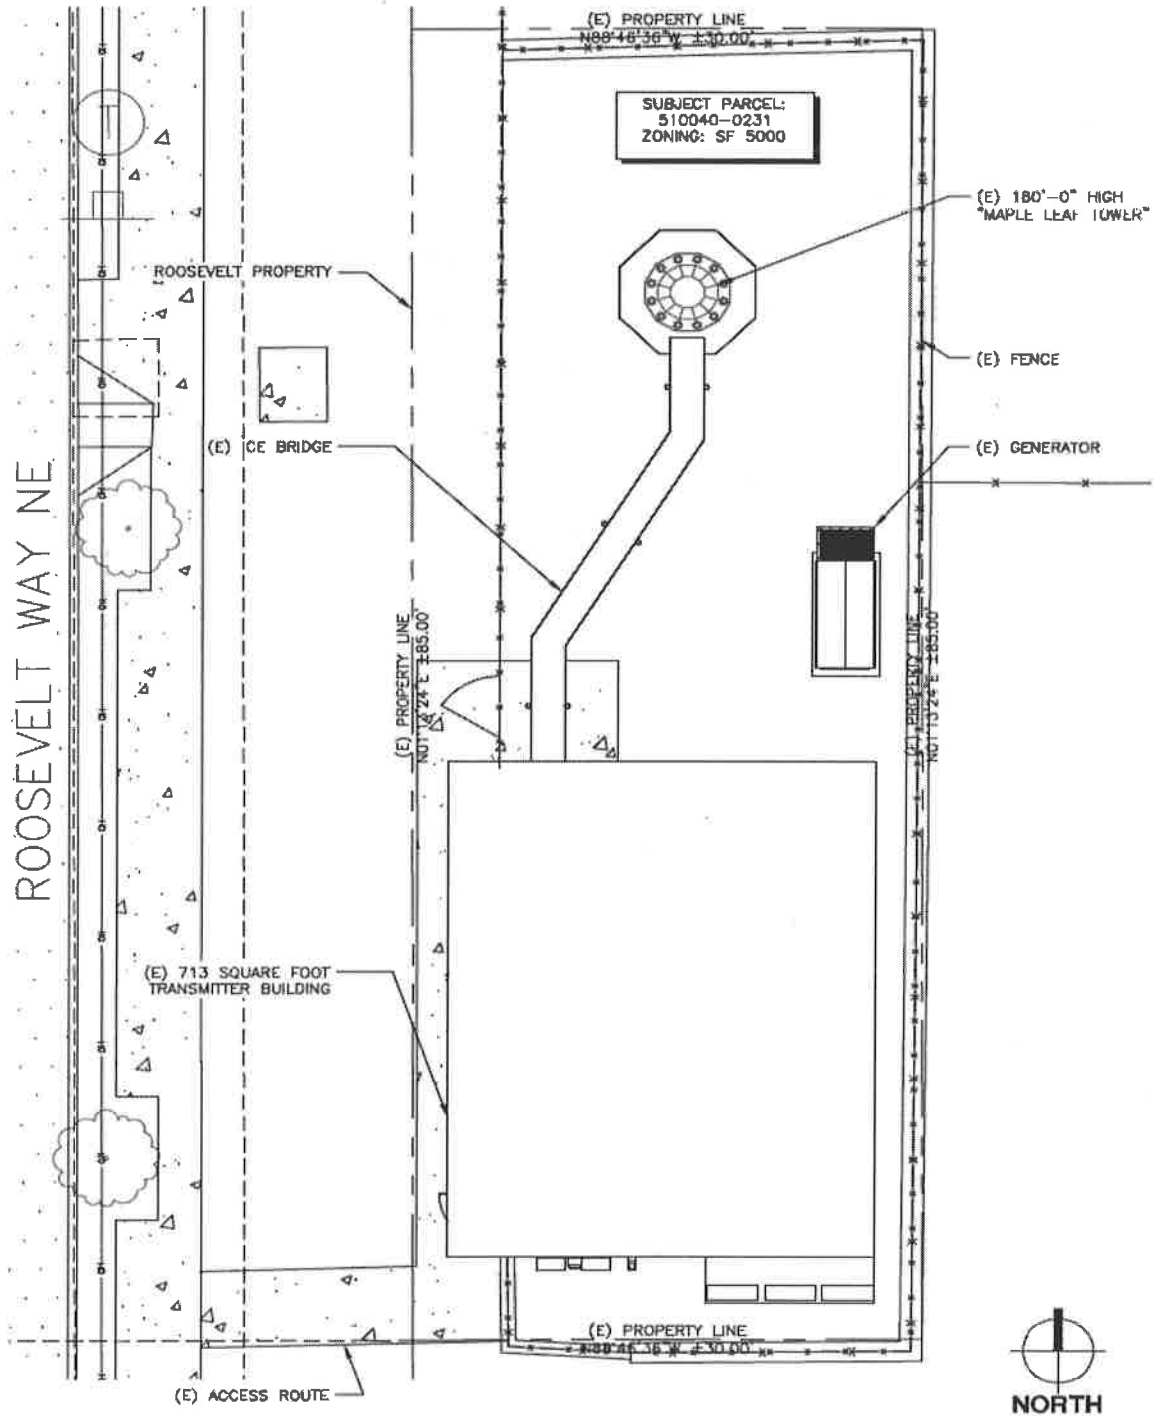 (E) PROPERTY LINE
N88°46'36"W ±30.00'
SUBJECT PARCEL:
510040-0231
ZONING: SF 5000
(E) 180'-0" HIGH
"MAPLE LEAF TOWER"
ROOSEVELT PROPERTY
(E) FENCE
(E) ICE BRIDGE
(E) GENERATOR
ROOSEVELT WAY NE
(E) PROPERTY LINE
N01°13'24"E ±85.00'
(E) PROPERTY LINE
N01°13'24"E ±85.00'
(E) 713 SQUARE FOOT
TRANSMITTER BUILDING
(E) PROPERTY LINE
N88°46'36"W ±30.00'
(E) ACCESS ROUTE
NORTH